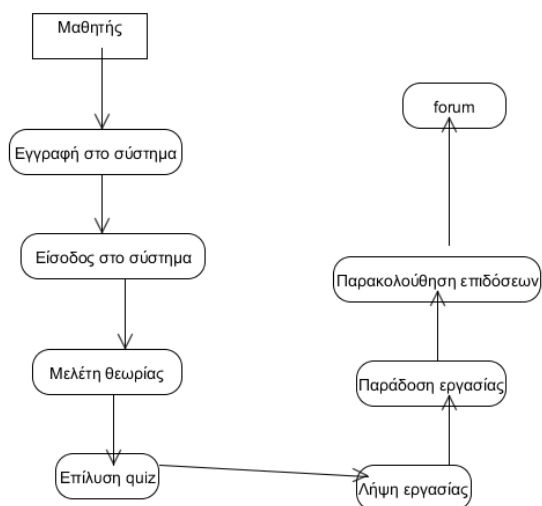 Μαθητής
Εγγραφή στο σύστημα
Είσοδος στο σύστημα
Μελέτη θεωρίας
Επίλυση quiz
Λήψη εργασίας
Παράδοση εργασίας
Παρακολούθηση επιδόσεων
forum